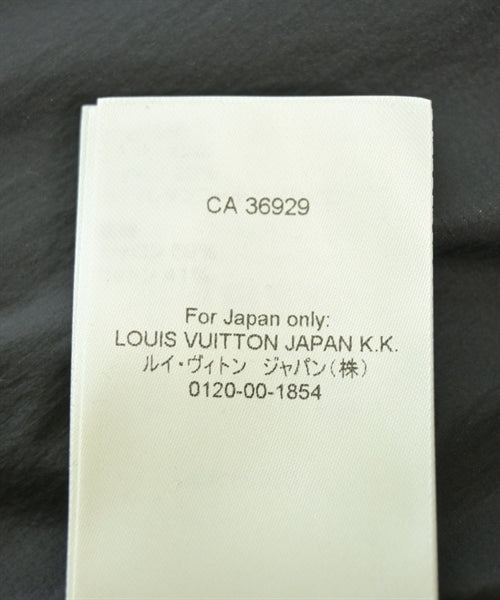 CA 36929
For Japan only:
LOUIS VUITTON JAPAN K.K.
ルイ・ヴィトン ジャパン(株)
0120-00-1854